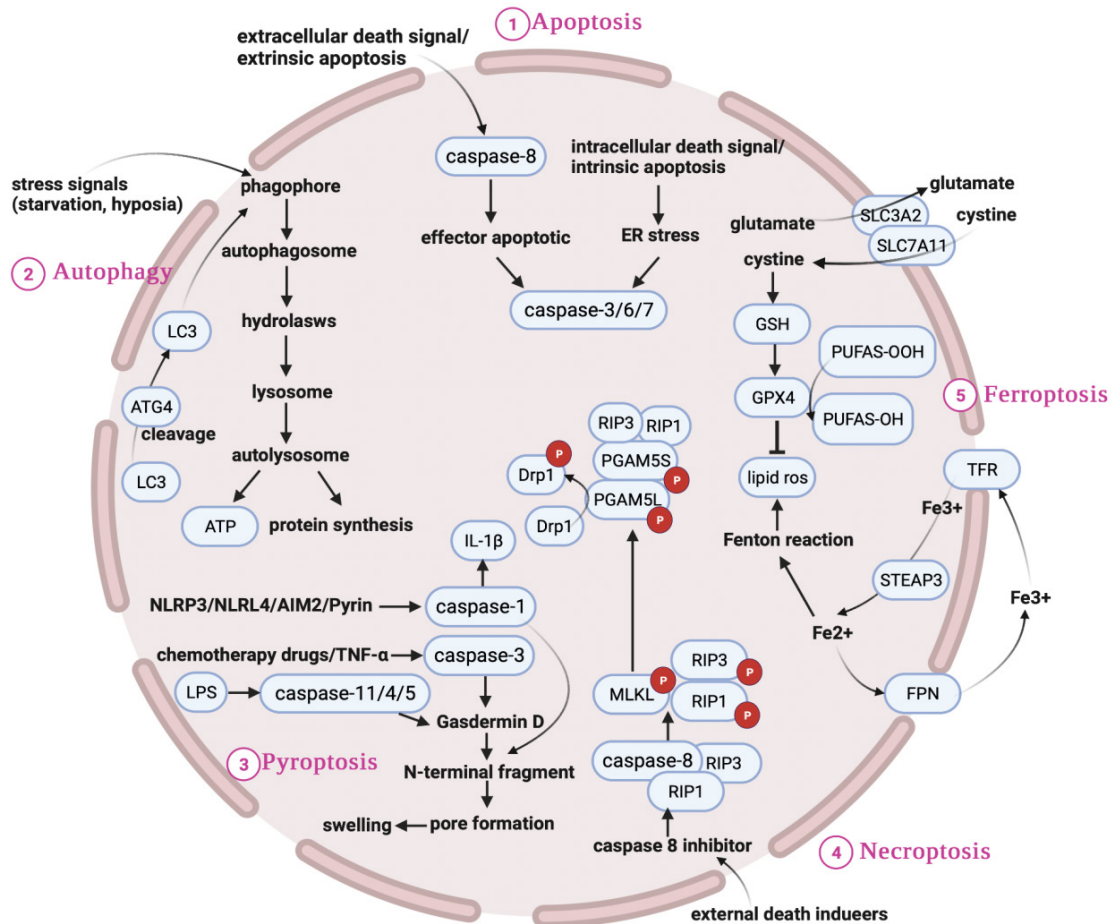 1 Apoptosis
extracellular death signal/
extrinsic apoptosis
caspase-8
intracellular death signal/
intrinsic apoptosis
effector apoptotic
ER stress
caspase-3/6/7
stress signals
(starvation, hyposia)
phagophore
autophagosome
2 Autophagy
hydrolasws
LC3
lysosome
ATG4
cleavage
autolysosome
LC3
ATP
protein synthesis
glutamate
SLC3A2
glutamate
cystine
SLC7A11
cystine
GSH
PUFAS-OOH
GPX4
5 Ferroptosis
PUFAS-OH
lipid ros
TFR
Fe3+
Fenton reaction
STEAP3
Fe3+
Fe2+
FPN
RIP3
RIP1
P
PGAM5S
Drp1
P
PGAM5L
P
Drp1
IL-1β
NLRP3/NLRL4/AIM2/Pyrin
caspase-1
chemotherapy drugs/TNF-α
caspase-3
LPS
caspase-11/4/5
Gasdermin D
3 Pyroptosis
N-terminal fragment
swelling
pore formation
RIP3
P
MLKL
P
RIP1
P
caspase-8
RIP3
RIP1
caspase 8 inhibitor
4 Necroptosis
external death indueers